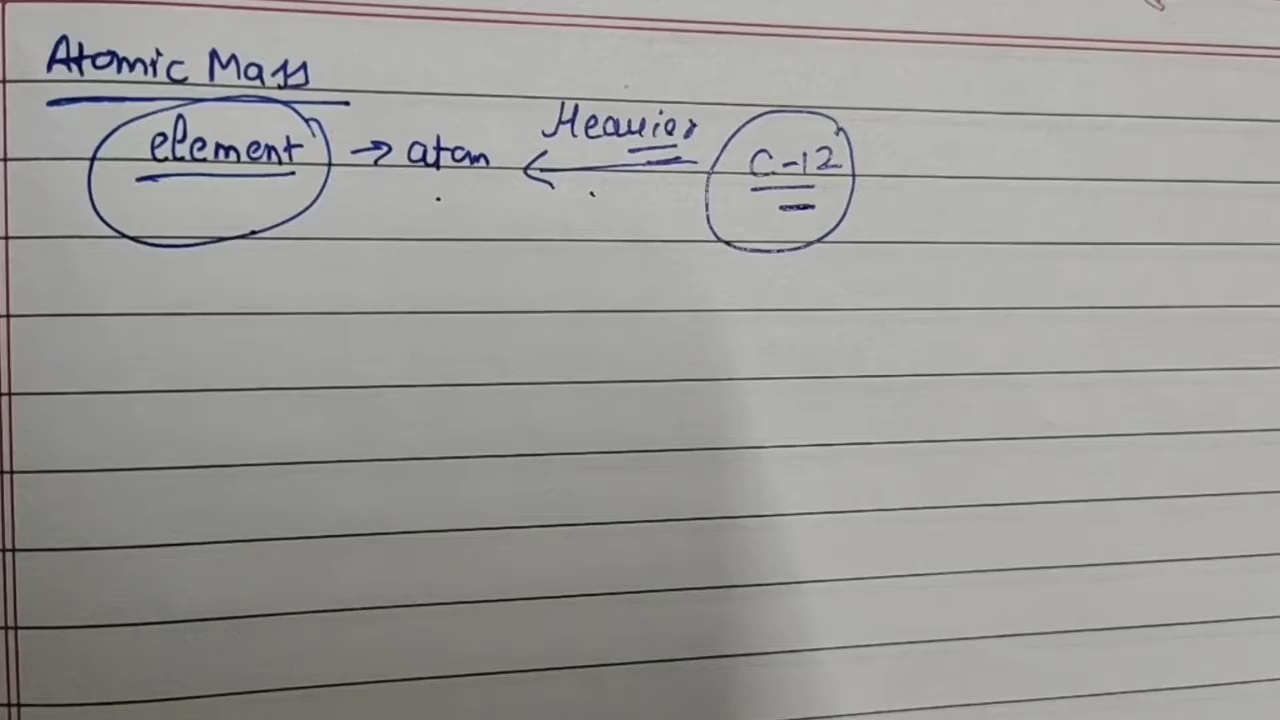 Atomic Mass
element → atom ← Heavier C-12